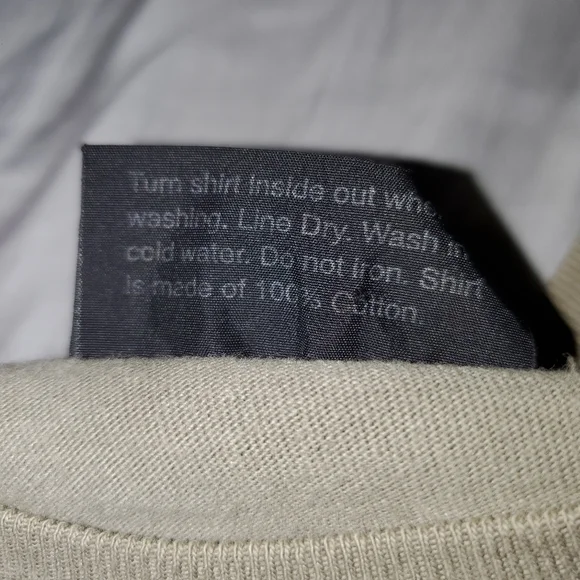 Turn shirt inside out
washing. Line Dry. Wash in
cold water. Do not iron. Shirt
is made of 100% Cotton.